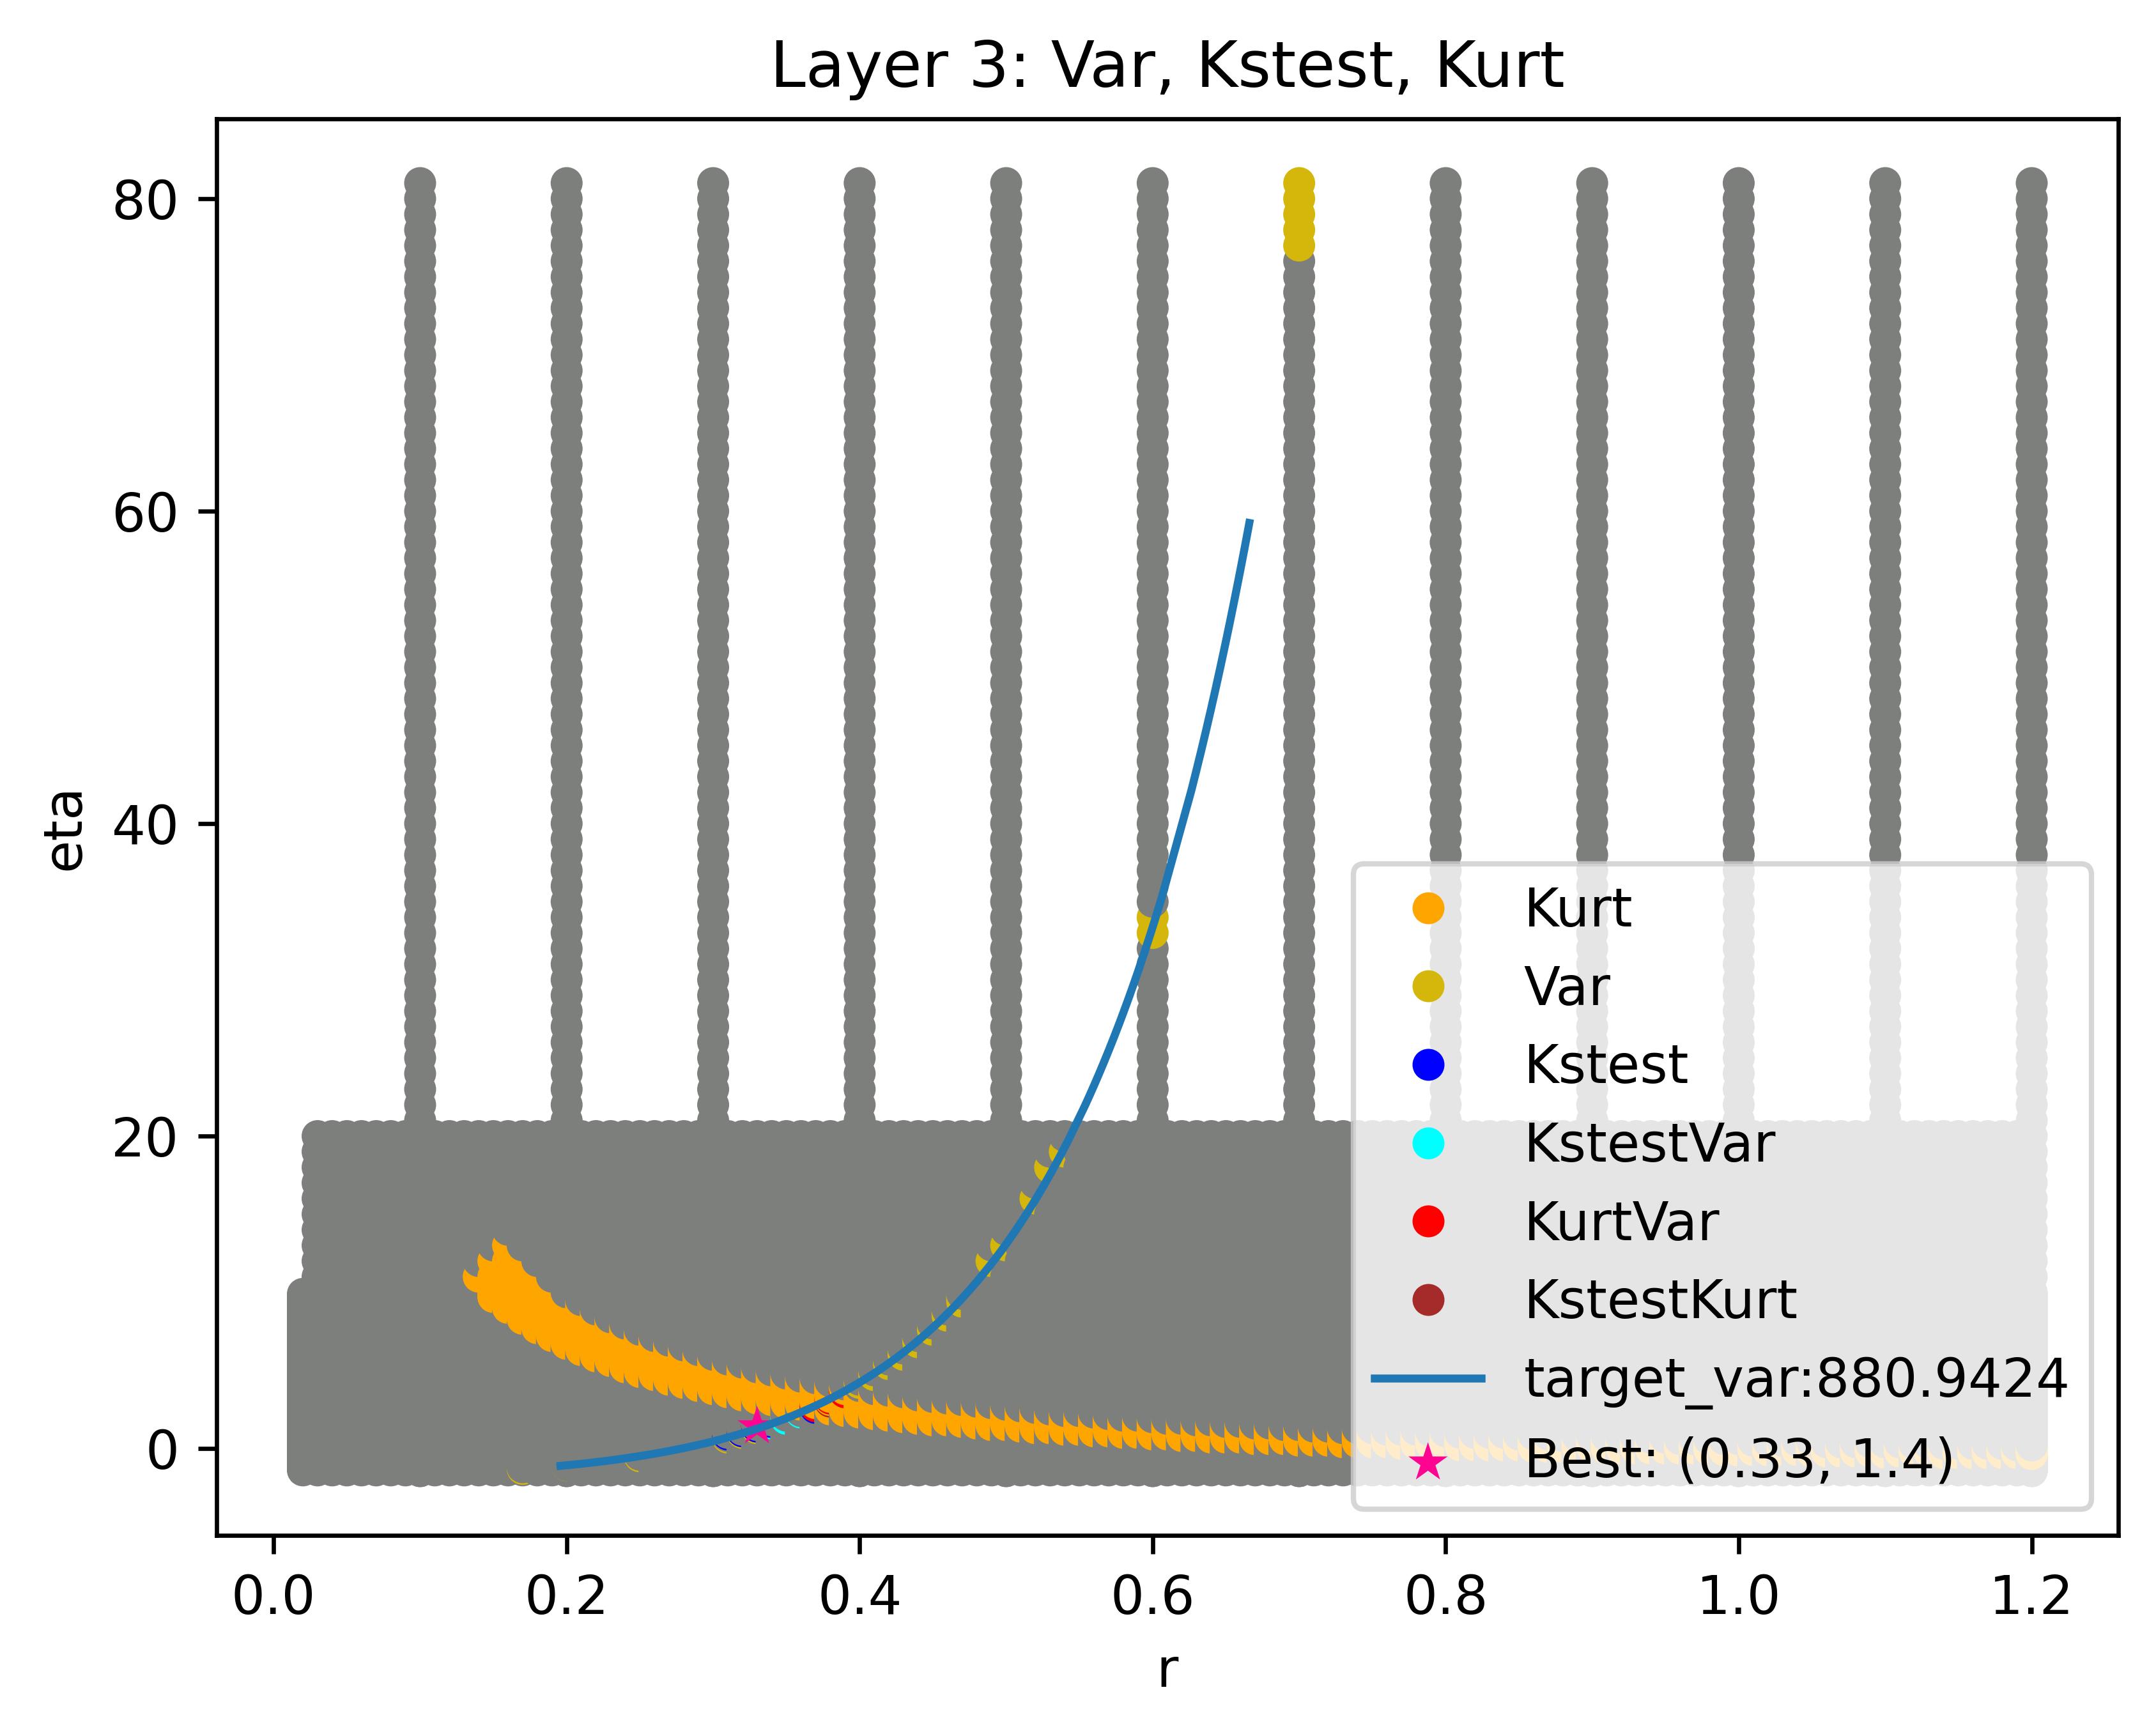 Layer 3: Var, Kstest, Kurt
80
60
40
20
0
eta
Kurt
Var
Kstest
KstestVar
KurtVar
KstestKurt
target_var:880.9424
Best: (0.33, 1.4)
0.0 0.2 0.4 0.6 0.8 1.0 1.2
r